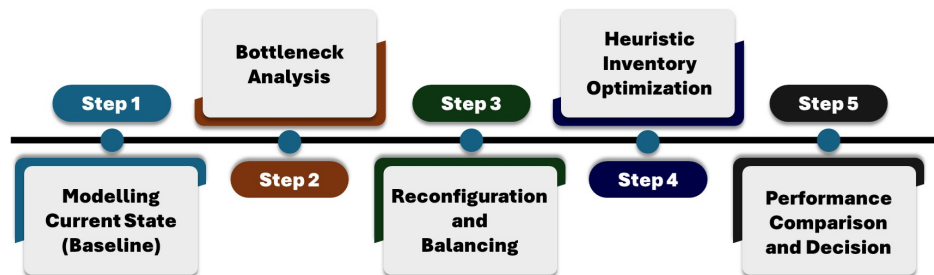 Step 1
Modelling
Current State
(Baseline)
Bottleneck
Analysis
Step 2
Step 3
Reconfiguration
and
Balancing
Heuristic
Inventory
Optimization
Step 4
Step 5
Performance
Comparison
and Decision